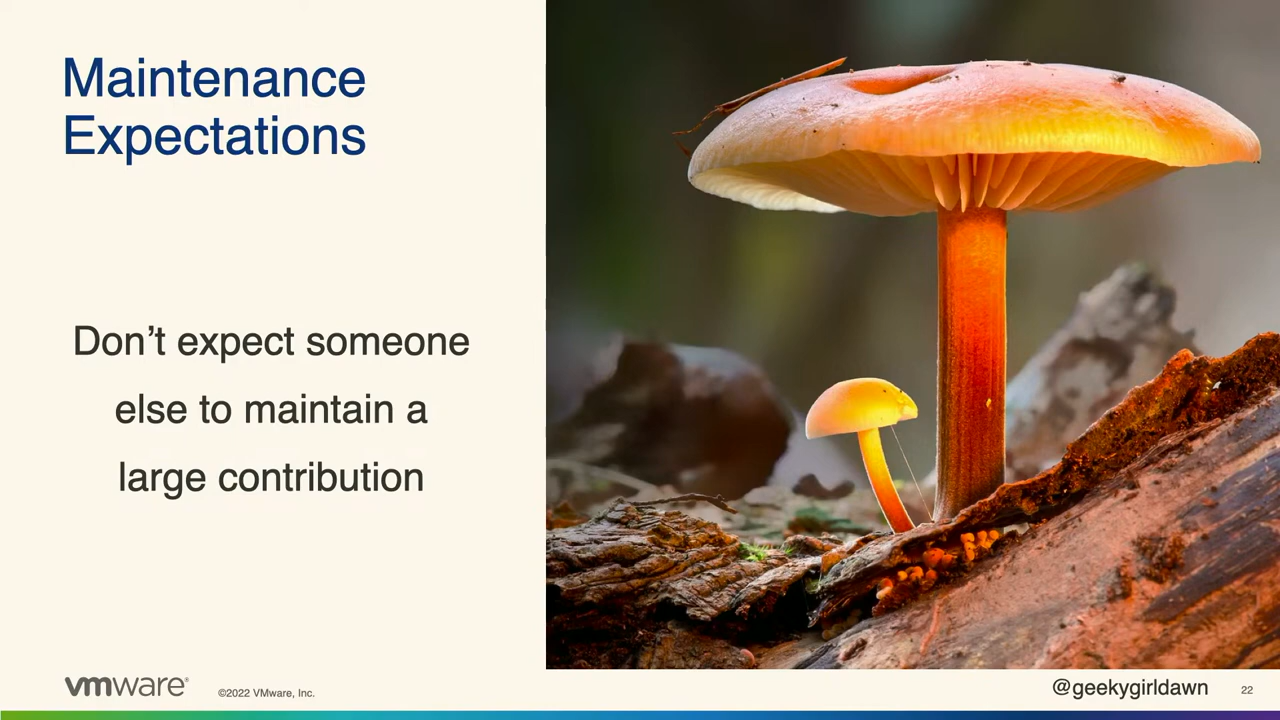 Maintenance
Expectations
Don’t expect someone
else to maintain a
large contribution
vmware®
©2022 VMware, Inc.
@geekygirldawn
22